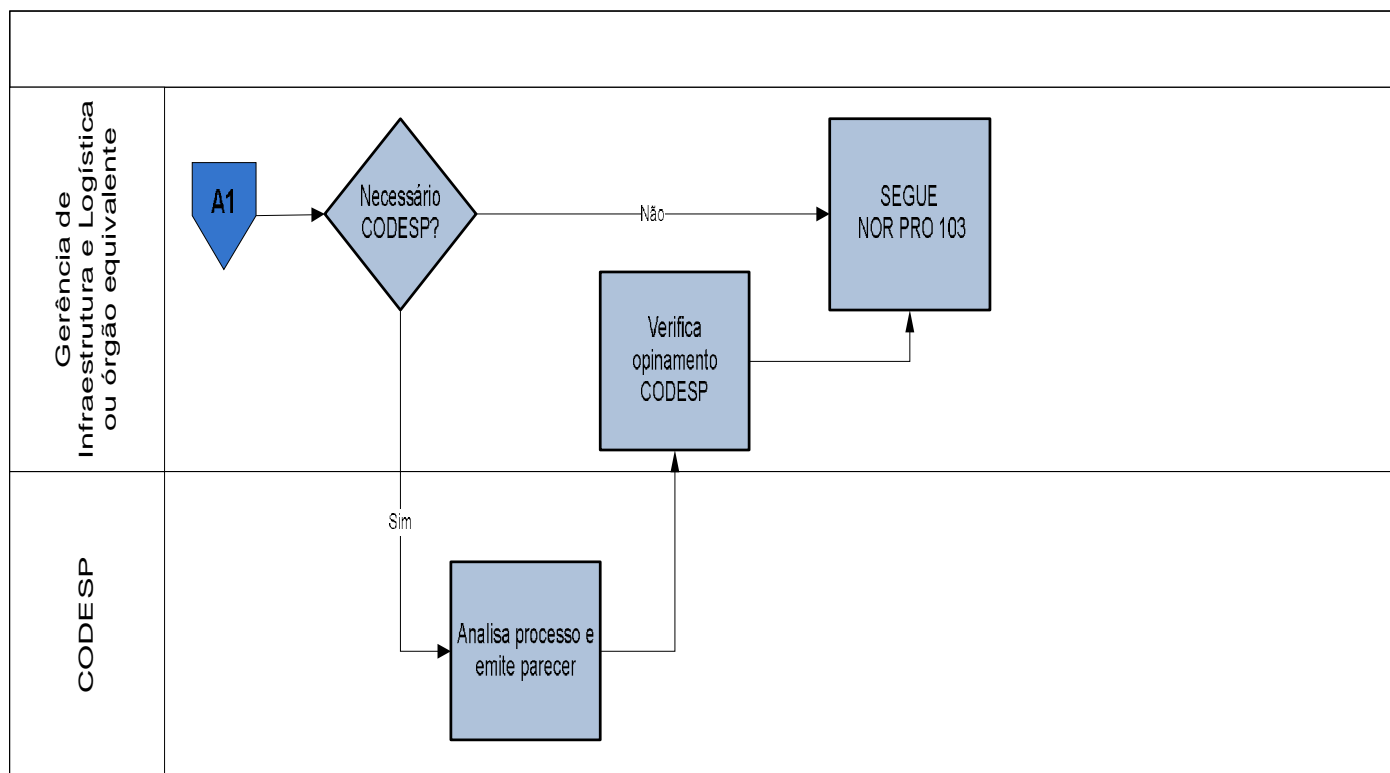 Gerência de
Infraestrutura e Logística
ou órgão equivalente
A1
Necessário
CODESP?
Não
SEGUE
NOR PRO 103
Verifica
opinamento
CODESP
Sim
CODESP
Analisa processo e
emite parecer